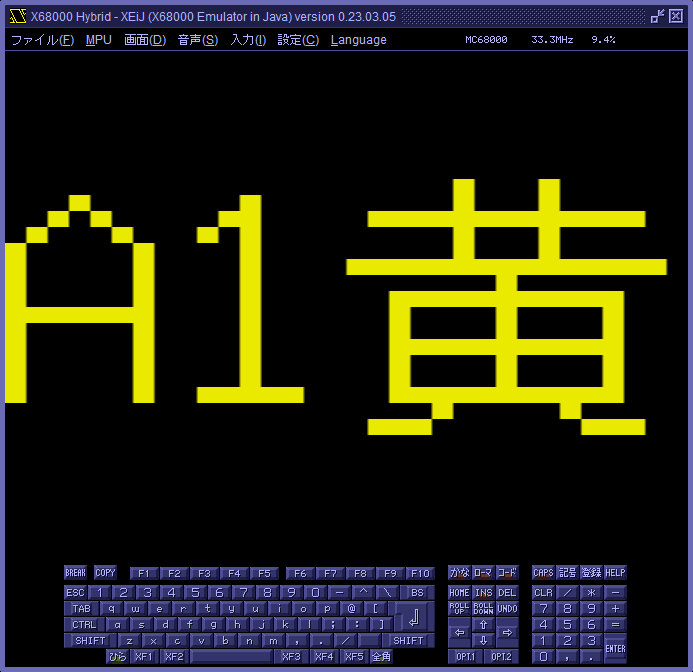 X68000 Hybrid - XEiJ (X68000 Emulator in Java) version 0.23.03.05
ファイル(F) MPU 画面(D) 音声(S) 入力(I) 設定(C) Language MC68000 33.3MHz 9.4%
A1黄
BREAK COPY F1 F2 F3 F4 F5 F6 F7 F8 F9 F10 かな ローマ コード CAPS 記号 登録 HELP
ESC 1 2 3 4 5 6 7 8 9 0 - ^ \ BS HOME INS DEL CLR / * -
TAB q w e r t y u i o p @ [ ROLL UP ROLL DOWN UNDO 7 8 9 +
CTRL a s d f g h j k l ; : ] ⇦ ⇧ ⇨ 4 5 6 =
SHIFT z x c v b n m , . / SHIFT ⇩ 1 2 3 ENTER
ひら XF1 XF2 XF3 XF4 XF5 全角 OPT.1 OPT.2 0 , .